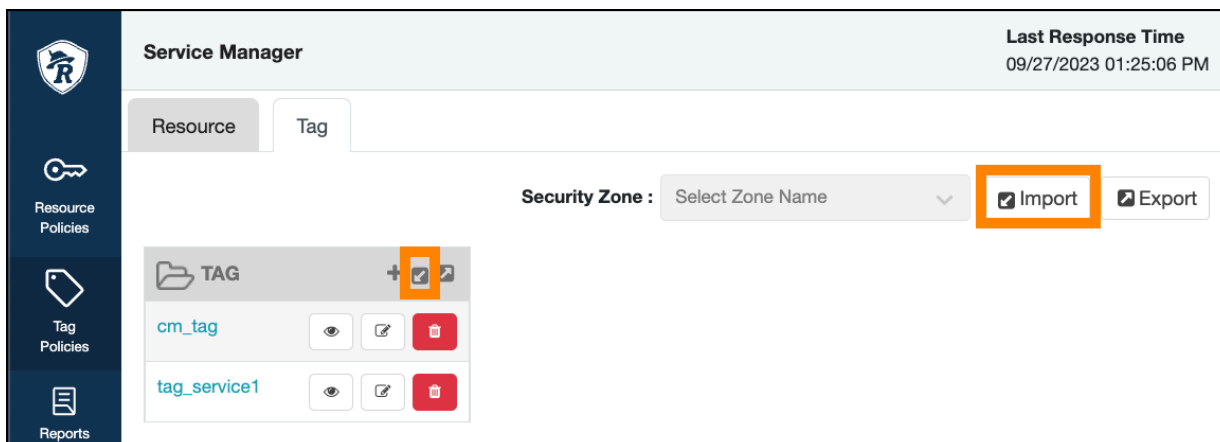 Service Manager
Last Response Time
09/27/2023 01:25:06 PM
Resource
Tag
Security Zone :
Select Zone Name
Import
Export
R
Resource
Policies
Tag
Policies
Reports
TAG
cm_tag
tag_service1